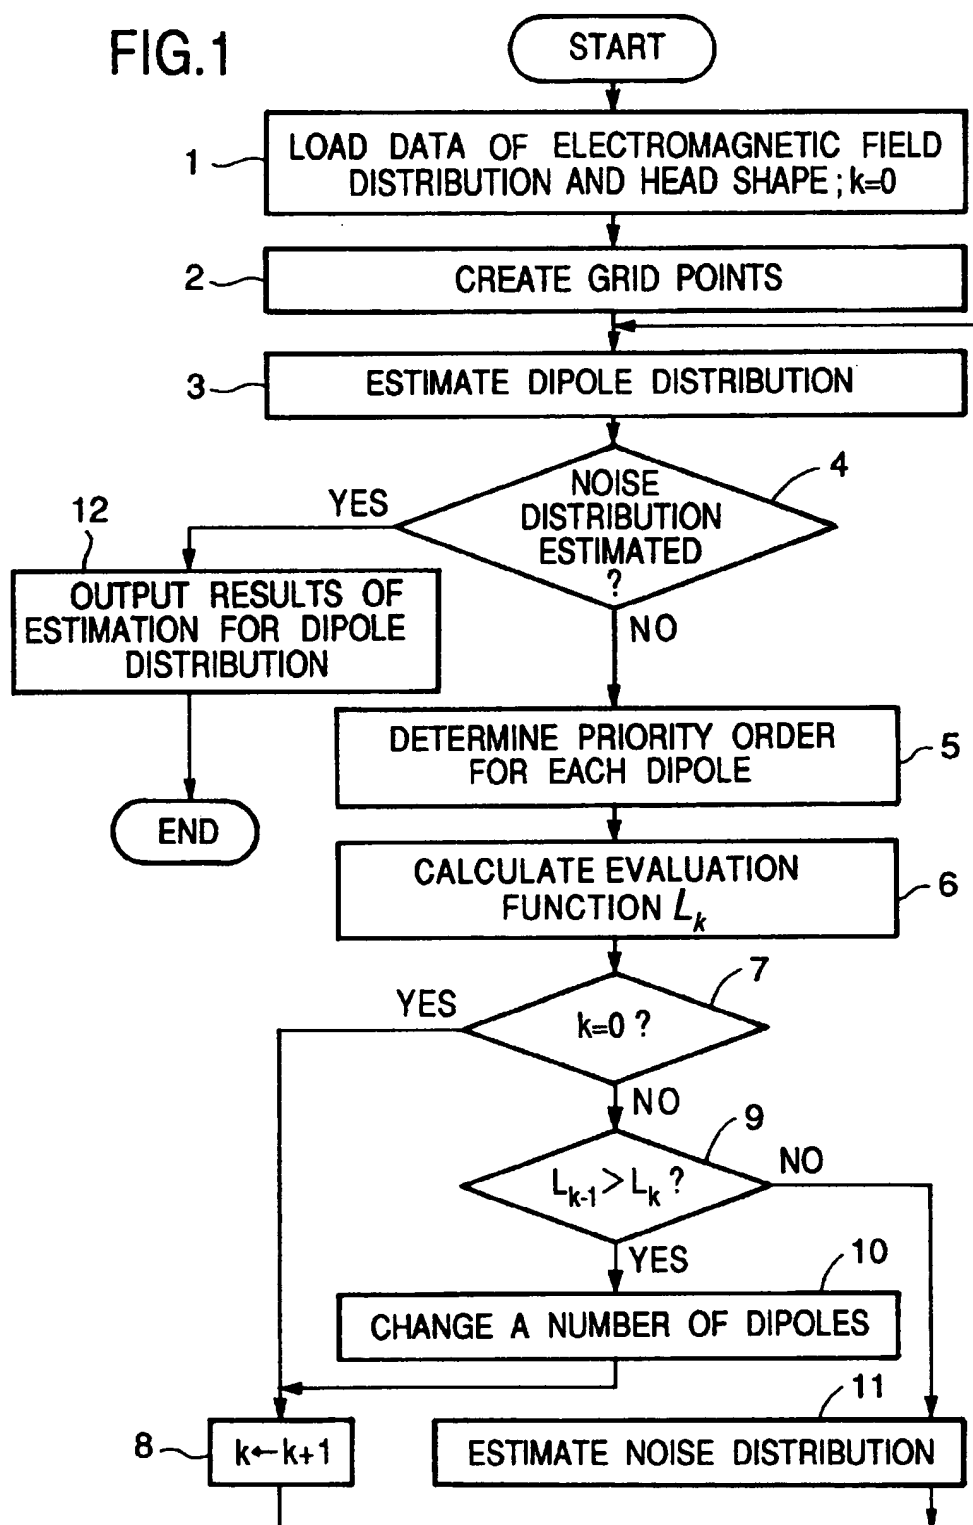 FIG.1
START
1
LOAD DATA OF ELECTROMAGNETIC FIELD
DISTRIBUTION AND HEAD SHAPE ; k=0
2
CREATE GRID POINTS
3
ESTIMATE DIPOLE DISTRIBUTION
4
NOISE
DISTRIBUTION
ESTIMATED
?
YES
NO
12
OUTPUT RESULTS OF
ESTIMATION FOR DIPOLE
DISTRIBUTION
END
DETERMINE PRIORITY ORDER
FOR EACH DIPOLE
5
CALCULATE EVALUATION
FUNCTION Lk
6
7
YES
k=0 ?
NO
9
Lk-1 > Lk ?
NO
YES
10
CHANGE A NUMBER OF DIPOLES
11
8
k←k+1
ESTIMATE NOISE DISTRIBUTION